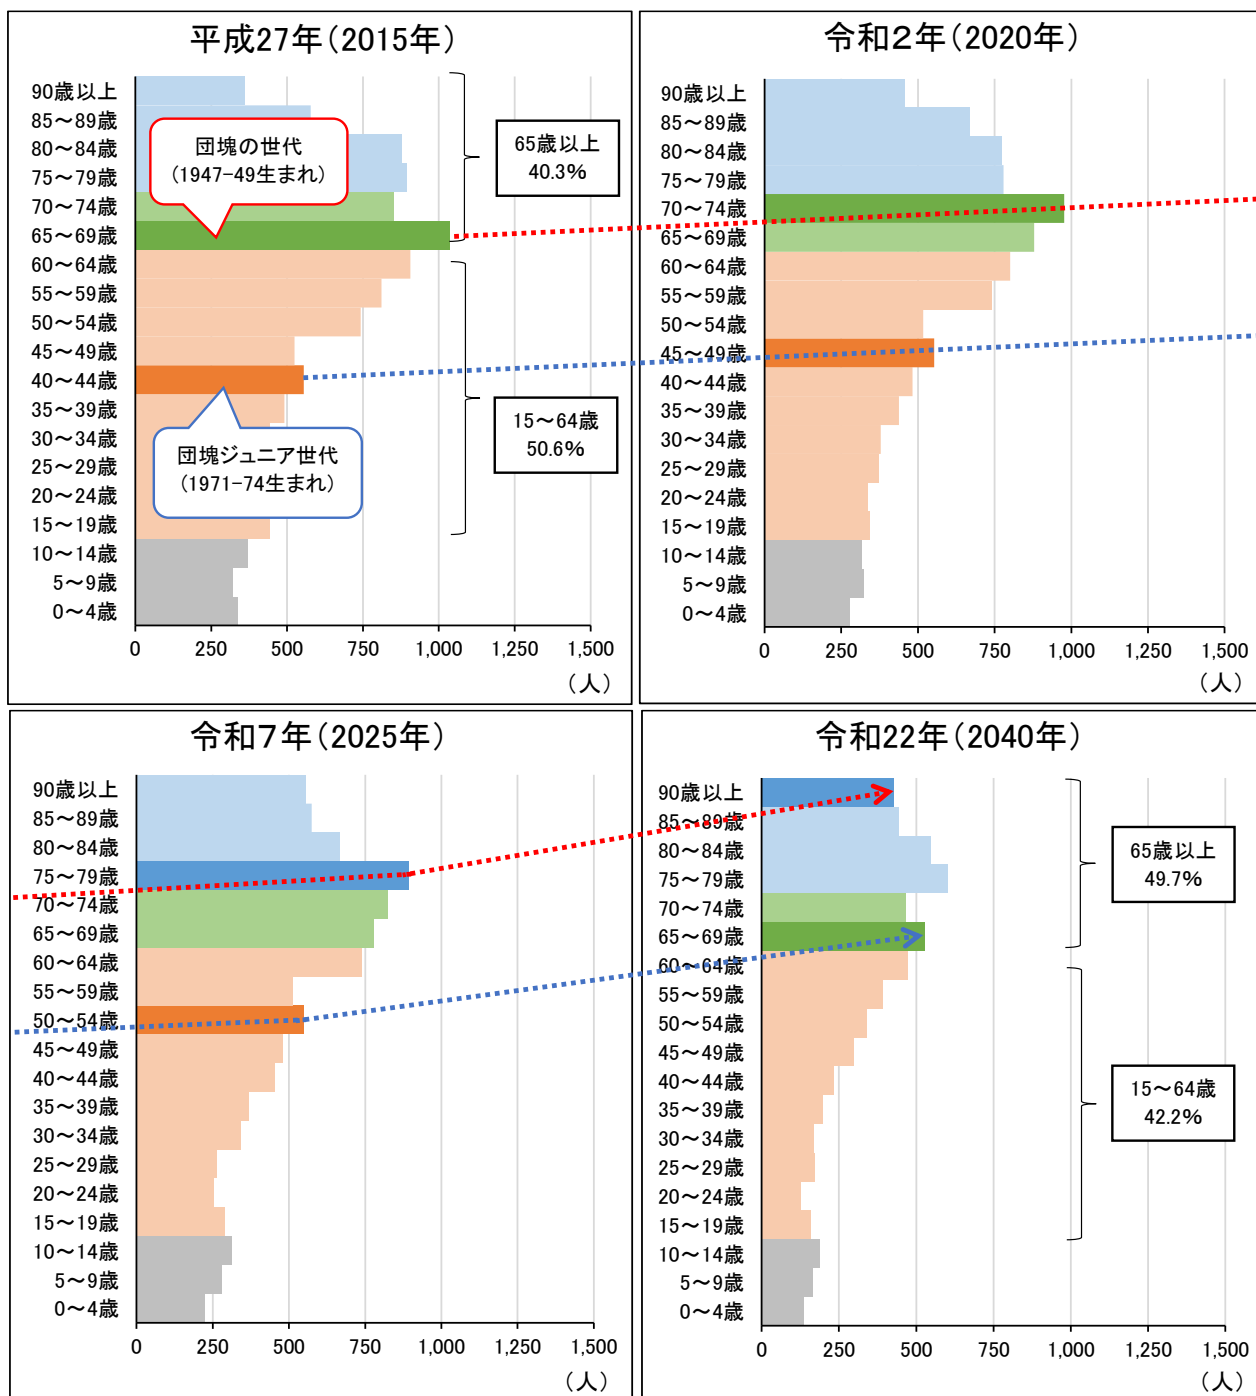 平成27年(2015年)
90歳以上
85～89歳
80～84歳
75～79歳
70～74歳
65～69歳
60～64歳
55～59歳
50～54歳
45～49歳
40～44歳
35～39歳
30～34歳
25～29歳
20～24歳
15～19歳
10～14歳
5～9歳
0～4歳
団塊の世代
(1947-49生まれ)
団塊ジュニア世代
(1971-74生まれ)
65歳以上
40.3%
15～64歳
50.6%
0 250 500 750 1,000 1,250 1,500
(人)
令和2年(2020年)
90歳以上
85～89歳
80～84歳
75～79歳
70～74歳
65～69歳
60～64歳
55～59歳
50～54歳
45～49歳
40～44歳
35～39歳
30～34歳
25～29歳
20～24歳
15～19歳
10～14歳
5～9歳
0～4歳
0 250 500 750 1,000 1,250 1,500
(人)
令和7年(2025年)
90歳以上
85～89歳
80～84歳
75～79歳
70～74歳
65～69歳
60～64歳
55～59歳
50～54歳
45～49歳
40～44歳
35～39歳
30～34歳
25～29歳
20～24歳
15～19歳
10～14歳
5～9歳
0～4歳
0 250 500 750 1,000 1,250 1,500
(人)
令和22年(2040年)
90歳以上
85～89歳
80～84歳
75～79歳
70～74歳
65～69歳
60～64歳
55～59歳
50～54歳
45～49歳
40～44歳
35～39歳
30～34歳
25～29歳
20～24歳
15～19歳
10～14歳
5～9歳
0～4歳
65歳以上
49.7%
15～64歳
42.2%
0 250 500 750 1,000 1,250 1,500
(人)